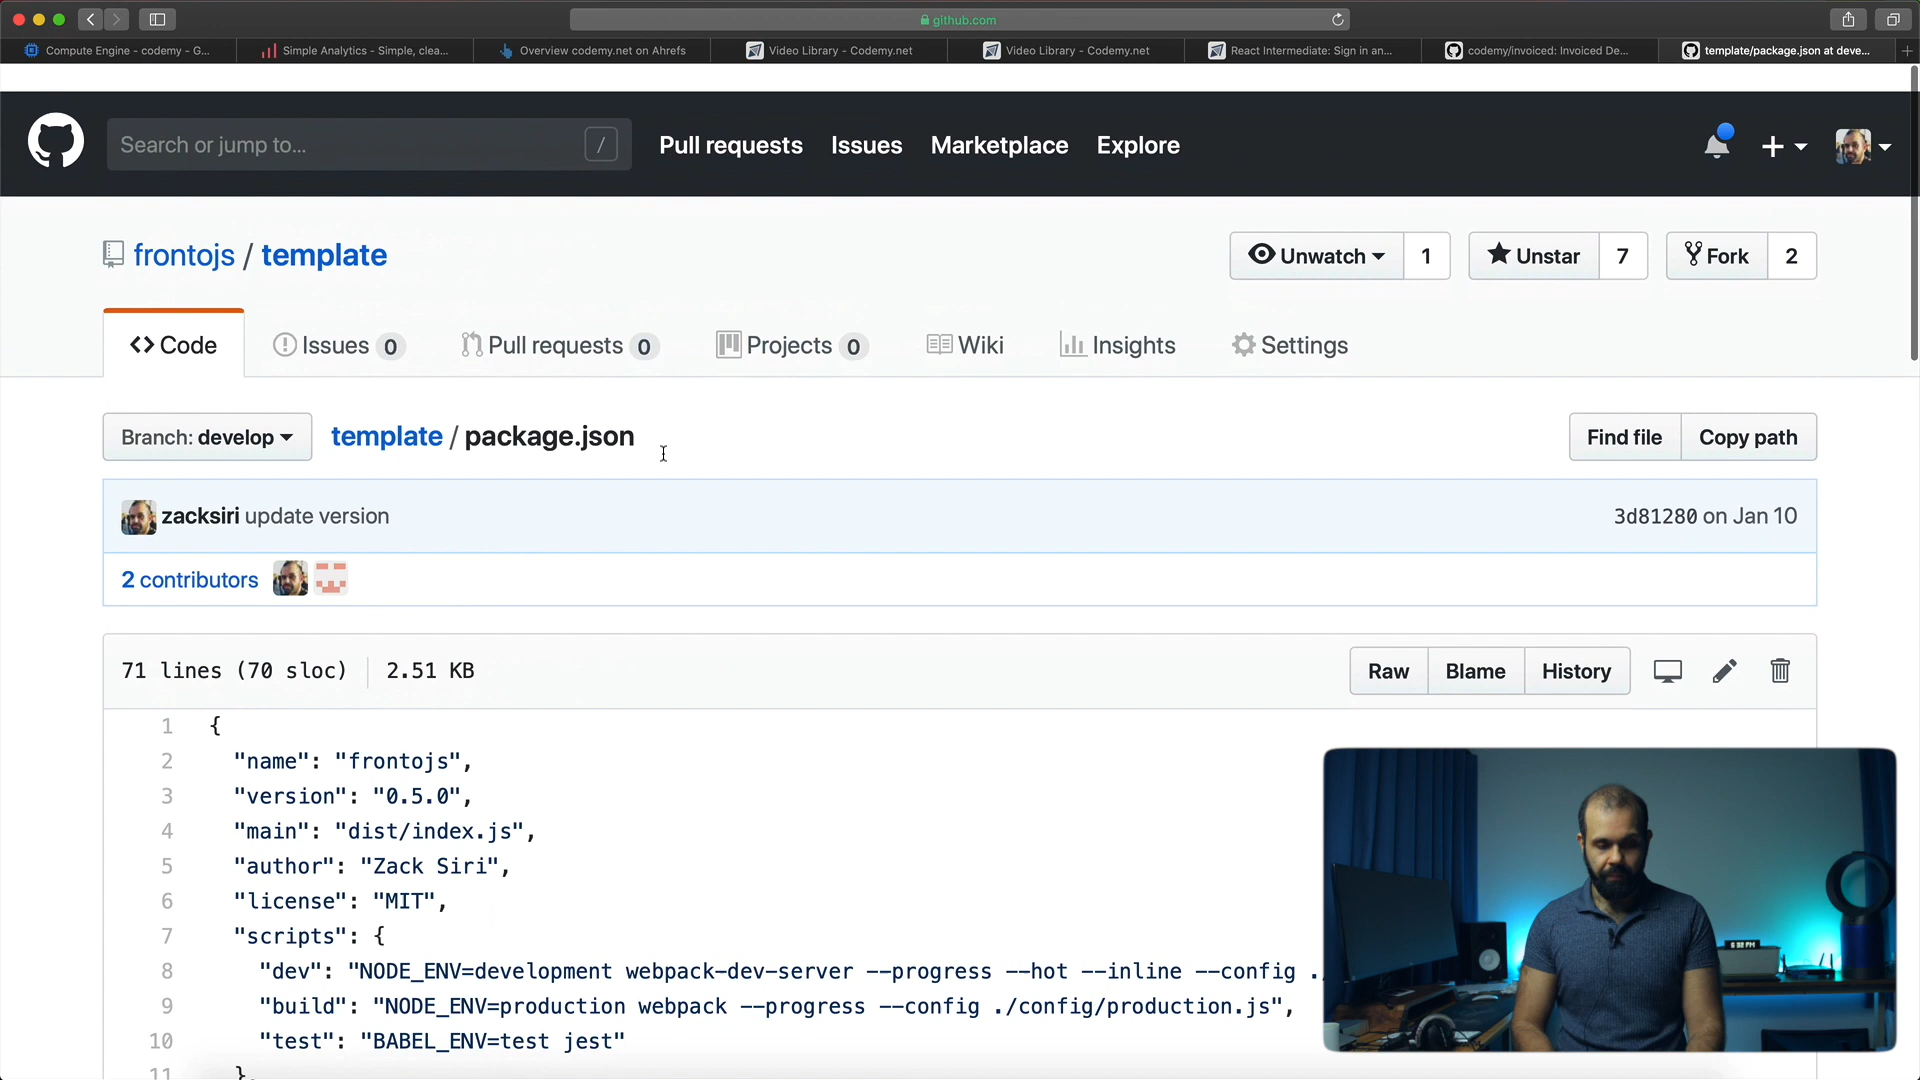 github.com
Compute Engine - codemy - G...
Simple Analytics - Simple, clea...
Overview codemy.net on Ahrefs
Video Library - Codemy.net
Video Library - Codemy.net
React Intermediate: Sign in an...
codemy/invoiced: Invoiced De...
template/package.json at deve...
Search or jump to...
/
Pull requests
Issues
Marketplace
Explore
frontojs / template
Unwatch 1
Unstar 7
Fork 2
<> Code
Issues 0
Pull requests 0
Projects 0
Wiki
Insights
Settings
Branch: develop
template / package.json
Find file
Copy path
zacksiri update version
3d81280 on Jan 10
2 contributors
71 lines (70 sloc)
2.51 KB
Raw
Blame
History
1 {
2 "name": "frontojs",
3 "version": "0.5.0",
4 "main": "dist/index.js",
5 "author": "Zack Siri",
6 "license": "MIT",
7 "scripts": {
8 "dev": "NODE_ENV=development webpack-dev-server --progress --hot --inline --config .
9 "build": "NODE_ENV=production webpack --progress --config ./config/production.js",
10 "test": "BABEL_ENV=test jest"
11 }
6:32 PM